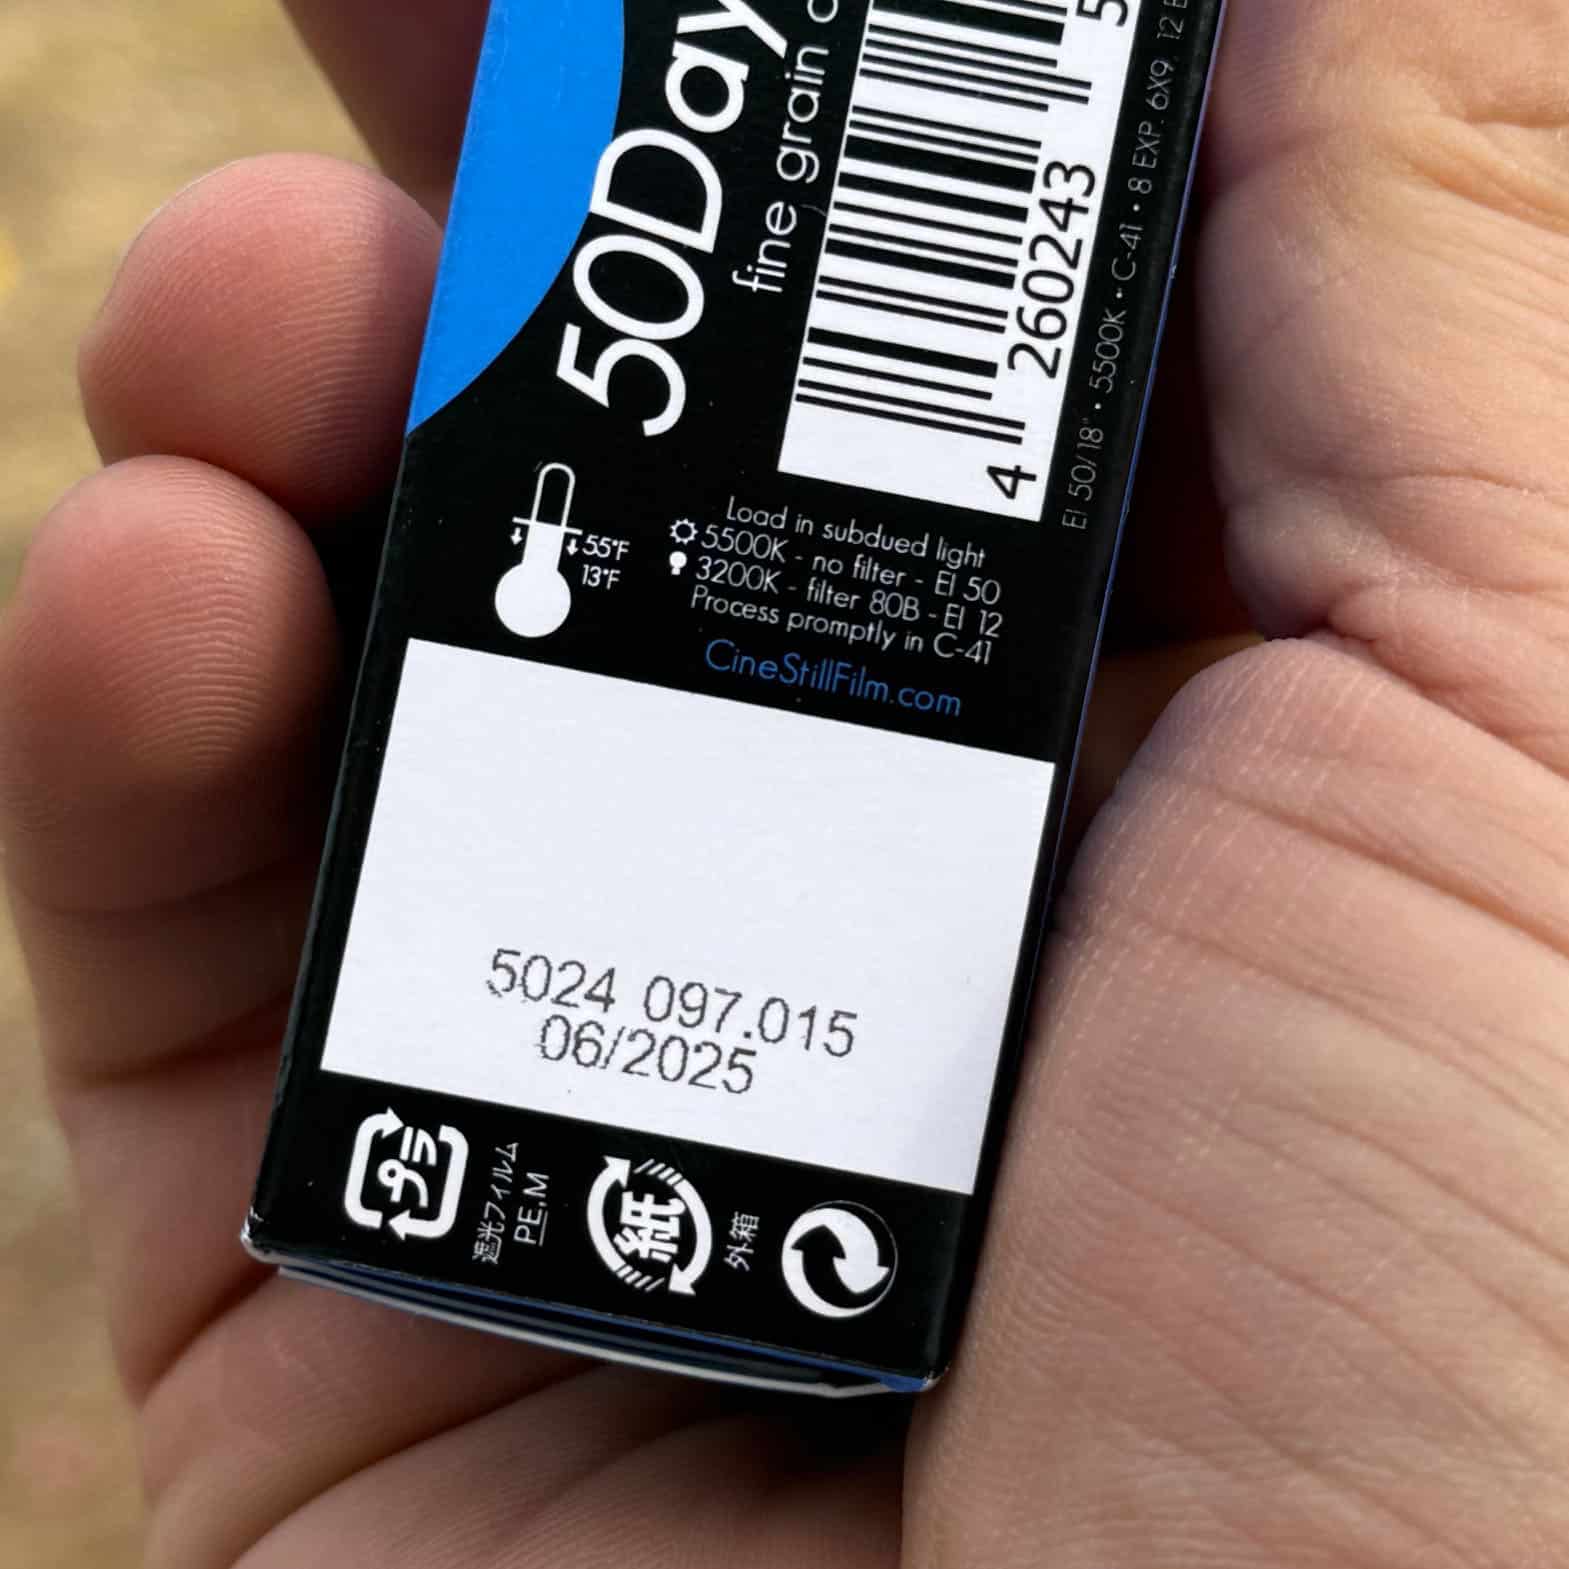 50Day
fine grain
4 260243 5
EI 50/18° • 5500K • C-41 • 8 EXP. 6X9, 12 E
55°F
13°F
Load in subdued light
5500K - no filter - EI 50
3200K - filter 80B - EI 12
Process promptly in C-41
CineStillFilm.com
5024 097.015
06/2025
プラ
遮光フィルム
PE,M
紙
外箱